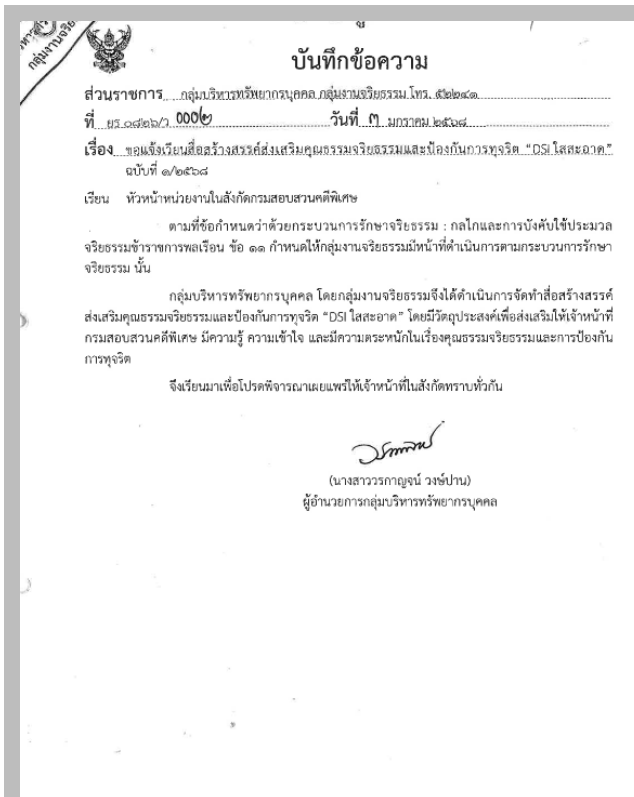 กลุ่มงานจริย
บันทึกข้อความ
ส่วนราชการ กลุ่มบริหารทรัพยากรบุคคล กลุ่มงานจริยธรรม โทร. ๕๒๒๔๑
ที่ ยธ ๐๘๒๖/ว ๐๐๐๒ วันที่ ๓ มกราคม ๒๕๖๘
เรื่อง ขอแจ้งเวียนสื่อสร้างสรรค์ส่งเสริมคุณธรรมจริยธรรมและป้องกันการทุจริต “DSI ใสสะอาด”
ฉบับที่ ๑/๒๕๖๘
เรียน หัวหน้าหน่วยงานในสังกัดกรมสอบสวนคดีพิเศษ
ตามที่ข้อกำหนดว่าด้วยกระบวนการรักษาจริยธรรม : กลไกและการบังคับใช้ประมวล
จริยธรรมข้าราชการพลเรือน ข้อ ๑๑ กำหนดให้กลุ่มงานจริยธรรมมีหน้าที่ดำเนินการตามกระบวนการรักษา
จริยธรรม นั้น
กลุ่มบริหารทรัพยากรบุคคล โดยกลุ่มงานจริยธรรมจึงได้ดำเนินการจัดทำสื่อสร้างสรรค์
ส่งเสริมคุณธรรมจริยธรรมและป้องกันการทุจริต “DSI ใสสะอาด” โดยมีวัตถุประสงค์เพื่อส่งเสริมให้เจ้าหน้าที่
กรมสอบสวนคดีพิเศษ มีความรู้ ความเข้าใจ และมีความตระหนักในเรื่องคุณธรรมจริยธรรมและการป้องกัน
การทุจริต
จึงเรียนมาเพื่อโปรดพิจารณาเผยแพร่ให้เจ้าหน้าที่ในสังกัดทราบทั่วกัน
(นางสาววรกาญจน์ วงษ์ปาน)
ผู้อำนวยการกลุ่มบริหารทรัพยากรบุคคล